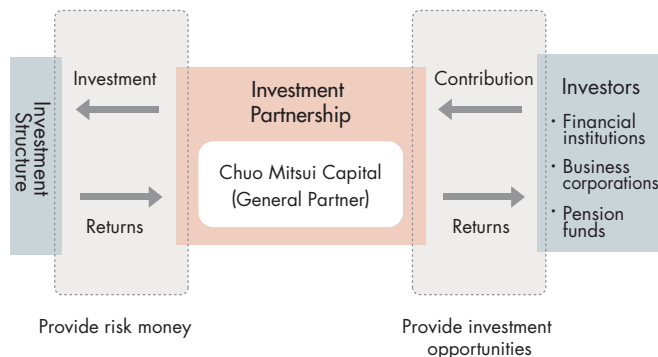 Investment
Structure
Investment
Returns
Provide risk money
Investment
Partnership
Chuo Mitsui Capital
(General Partner)
Contribution
Returns
Provide investment
opportunities
Investors
・Financial
institutions
・Business
corporations
・Pension
funds